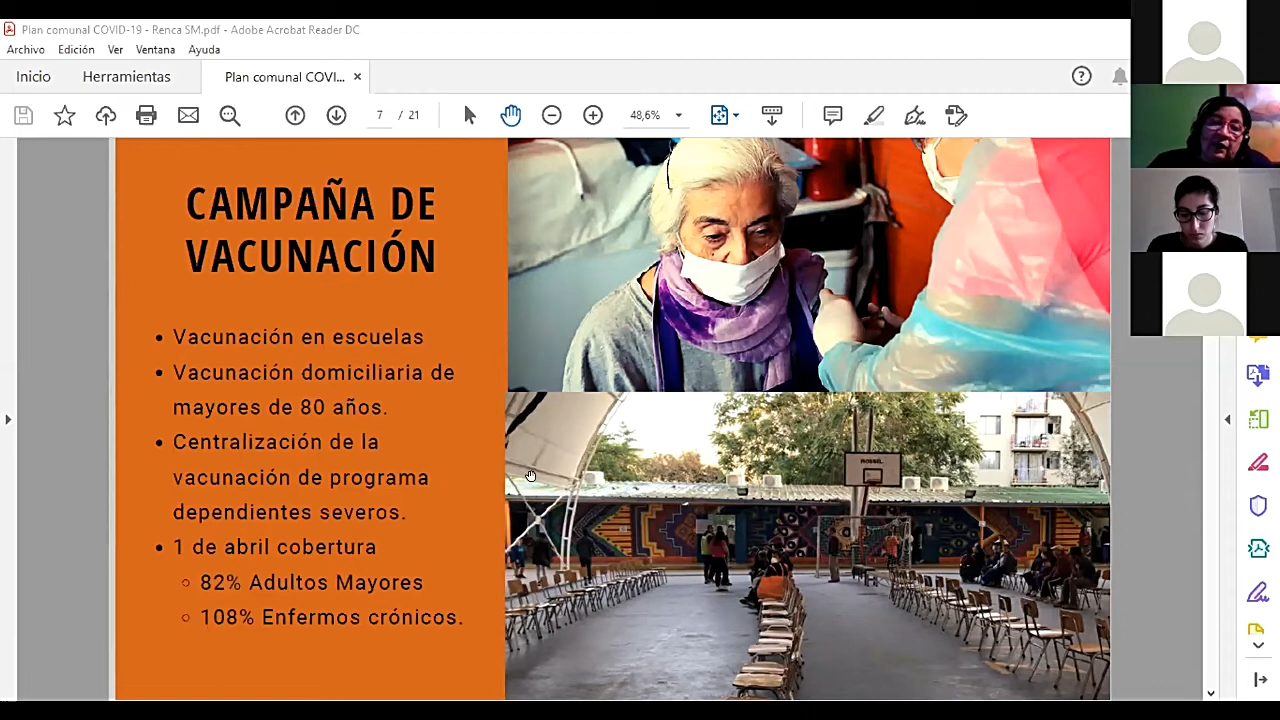 Plan comunal COVID-19 - Renca SM.pdf - Adobe Acrobat Reader DC
Archivo Edición Ver Ventana Ayuda
Inicio Herramientas Plan comunal COVI... ×
7 / 21 48,6%
CAMPAÑA DE
VACUNACIÓN
• Vacunación en escuelas
• Vacunación domiciliaria de
mayores de 80 años.
• Centralización de la
vacunación de programa
dependientes severos.
• 1 de abril cobertura
○ 82% Adultos Mayores
○ 108% Enfermos crónicos.